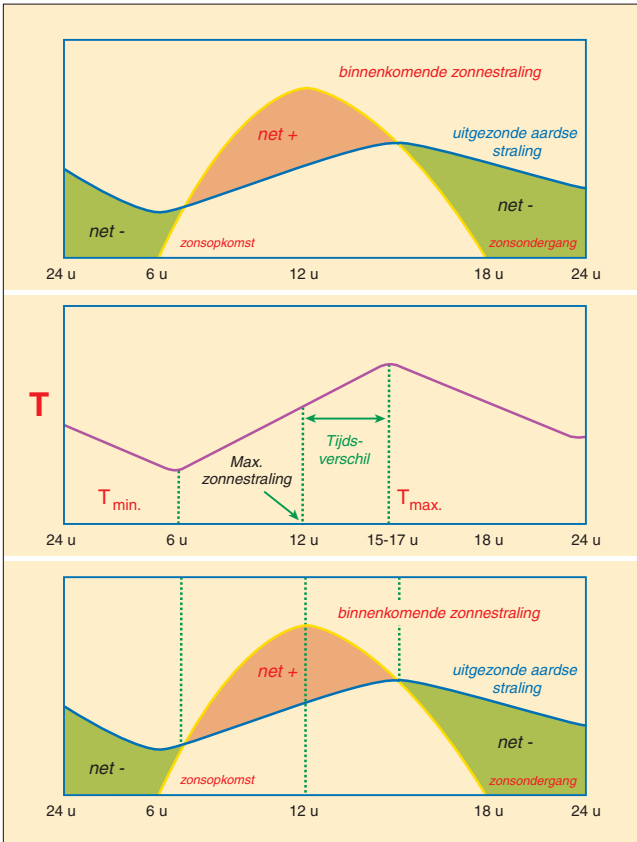 binnenkomende zonnestraling
net +
uitgezonde aardse
straling
net -
net -
zonsopkomst
zonsondergang
24 u 6 u 12 u 18 u 24 u
T
Tijds-
verschil
Max.
zonnestraling
T min.
T max.
24 u 6 u 12 u 15-17 u 18 u 24 u
binnenkomende zonnestraling
net +
uitgezonde aardse
straling
net -
net -
zonsopkomst
zonsondergang
24 u 6 u 12 u 18 u 24 u